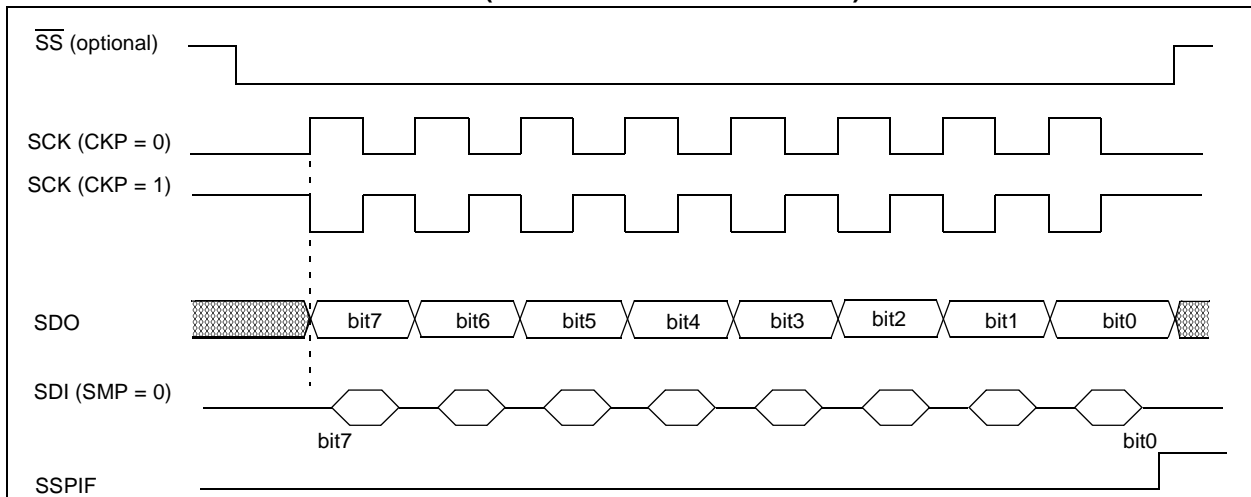 SS (optional)
SCK (CKP = 0)
SCK (CKP = 1)
SDO
bit7 bit6 bit5 bit4 bit3 bit2 bit1 bit0
SDI (SMP = 0)
bit7 bit0
SSPIF